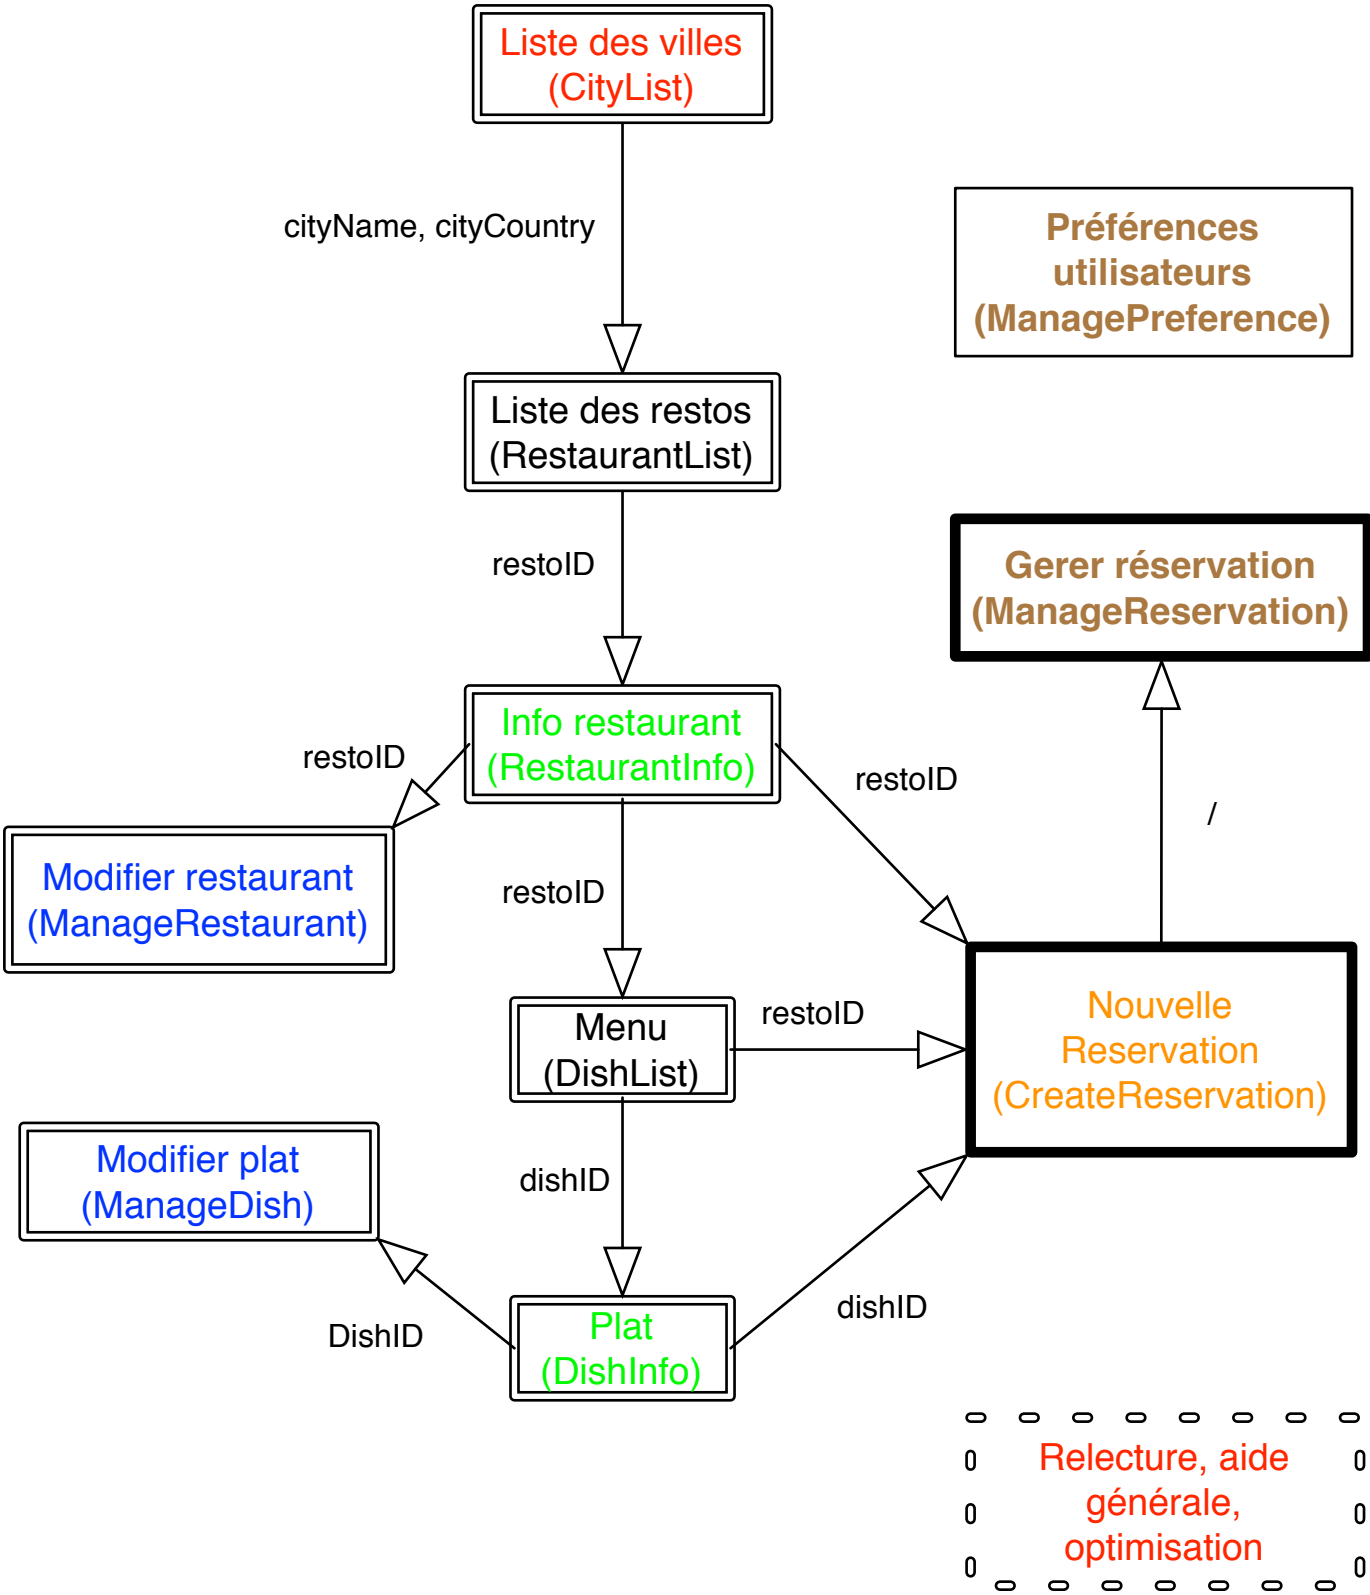 Liste des villes
(CityList)
cityName, cityCountry
Préférences
utilisateurs
(ManagePreference)
Liste des restos
(RestaurantList)
restoID
Gerer réservation
(ManageReservation)
Info restaurant
(RestaurantInfo)
restoID
restoID
/
Modifier restaurant
(ManageRestaurant)
restoID
Menu
(DishList)
restoID
Nouvelle
Reservation
(CreateReservation)
Modifier plat
(ManageDish)
dishID
DishID
dishID
Plat
(DishInfo)
Relecture, aide
générale,
optimisation